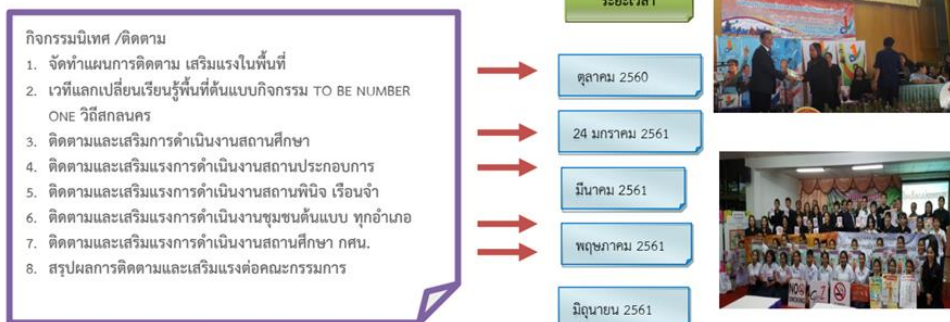 ระยะเวลา
กิจกรรมนิเทศ /ติดตาม
1. จัดทำแผนการติดตาม เสริมแรงในพื้นที่
2. เวทีแลกเปลี่ยนเรียนรู้พื้นที่ต้นแบบกิจกรรม TO BE NUMBER
ONE วิถีสกลนคร
3. ติดตามและเสริมการดำเนินงานสถานศึกษา
4. ติดตามและเสริมแรงการดำเนินงานสถานประกอบการ
5. ติดตามและเสริมแรงการดำเนินงานสถานพินิจ เรือนจำ
6. ติดตามและเสริมแรงการดำเนินงานชุมชนต้นแบบ ทุกอำเภอ
7. ติดตามและเสริมแรงการดำเนินงานสถานศึกษา กศน.
8. สรุปผลการติดตามและเสริมแรงต่อคณะกรรมการ
ตุลาคม 2560
24 มกราคม 2561
มีนาคม 2561
พฤษภาคม 2561
มิถุนายน 2561